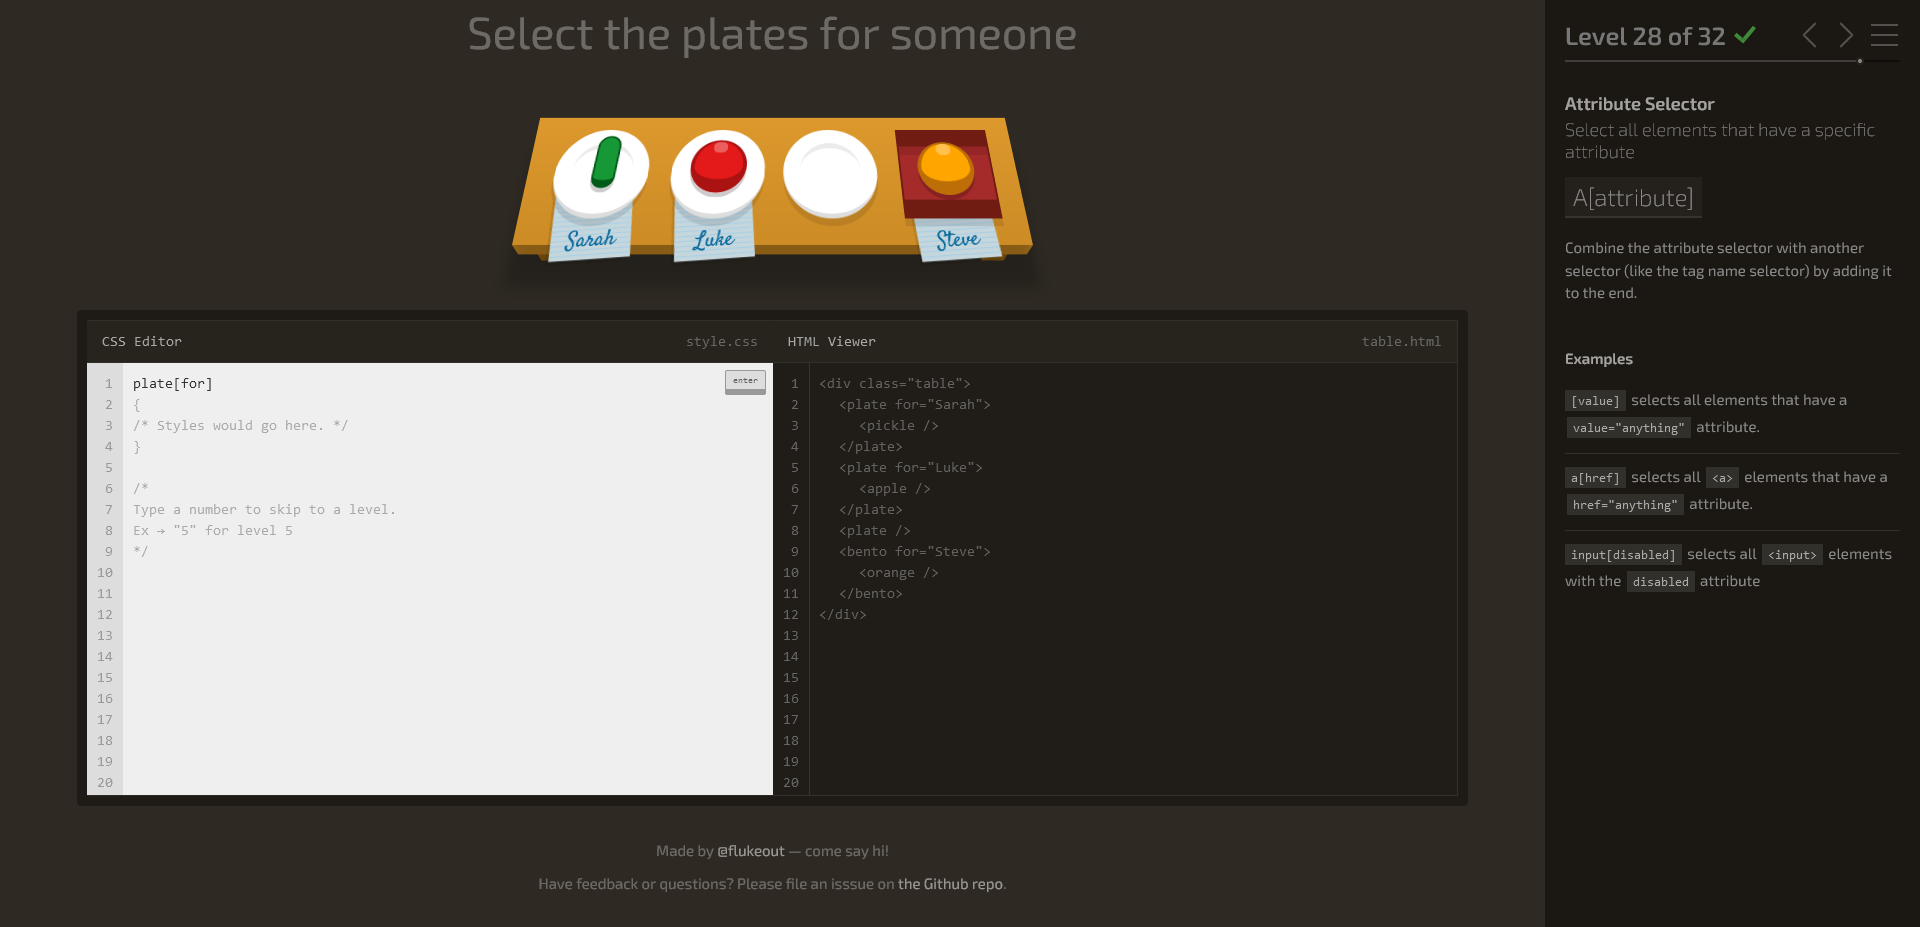 Select the plates for someone
Sarah
Luke
Steve
CSS Editor
style.css
1 plate[for]
enter
2 {
3 /* Styles would go here. */
4 }
5
6 /*
7 Type a number to skip to a level.
8 Ex → "5" for level 5
9 */
10
11
12
13
14
15
16
17
18
19
20
HTML Viewer
table.html
1 <div class="table">
2 <plate for="Sarah">
3 <pickle />
4 </plate>
5 <plate for="Luke">
6 <apple />
7 </plate>
8 <plate />
9 <bento for="Steve">
10 <orange />
11 </bento>
12 </div>
13
14
15
16
17
18
19
20
Made by @flukeout — come say hi!
Have feedback or questions? Please file an isssue on the Github repo.
Level 28 of 32
Attribute Selector
Select all elements that have a specific
attribute
A[attribute]
Combine the attribute selector with another
selector (like the tag name selector) by adding it
to the end.
Examples
[value] selects all elements that have a
value="anything" attribute.
a[href] selects all <a> elements that have a
href="anything" attribute.
input[disabled] selects all <input> elements
with the disabled attribute